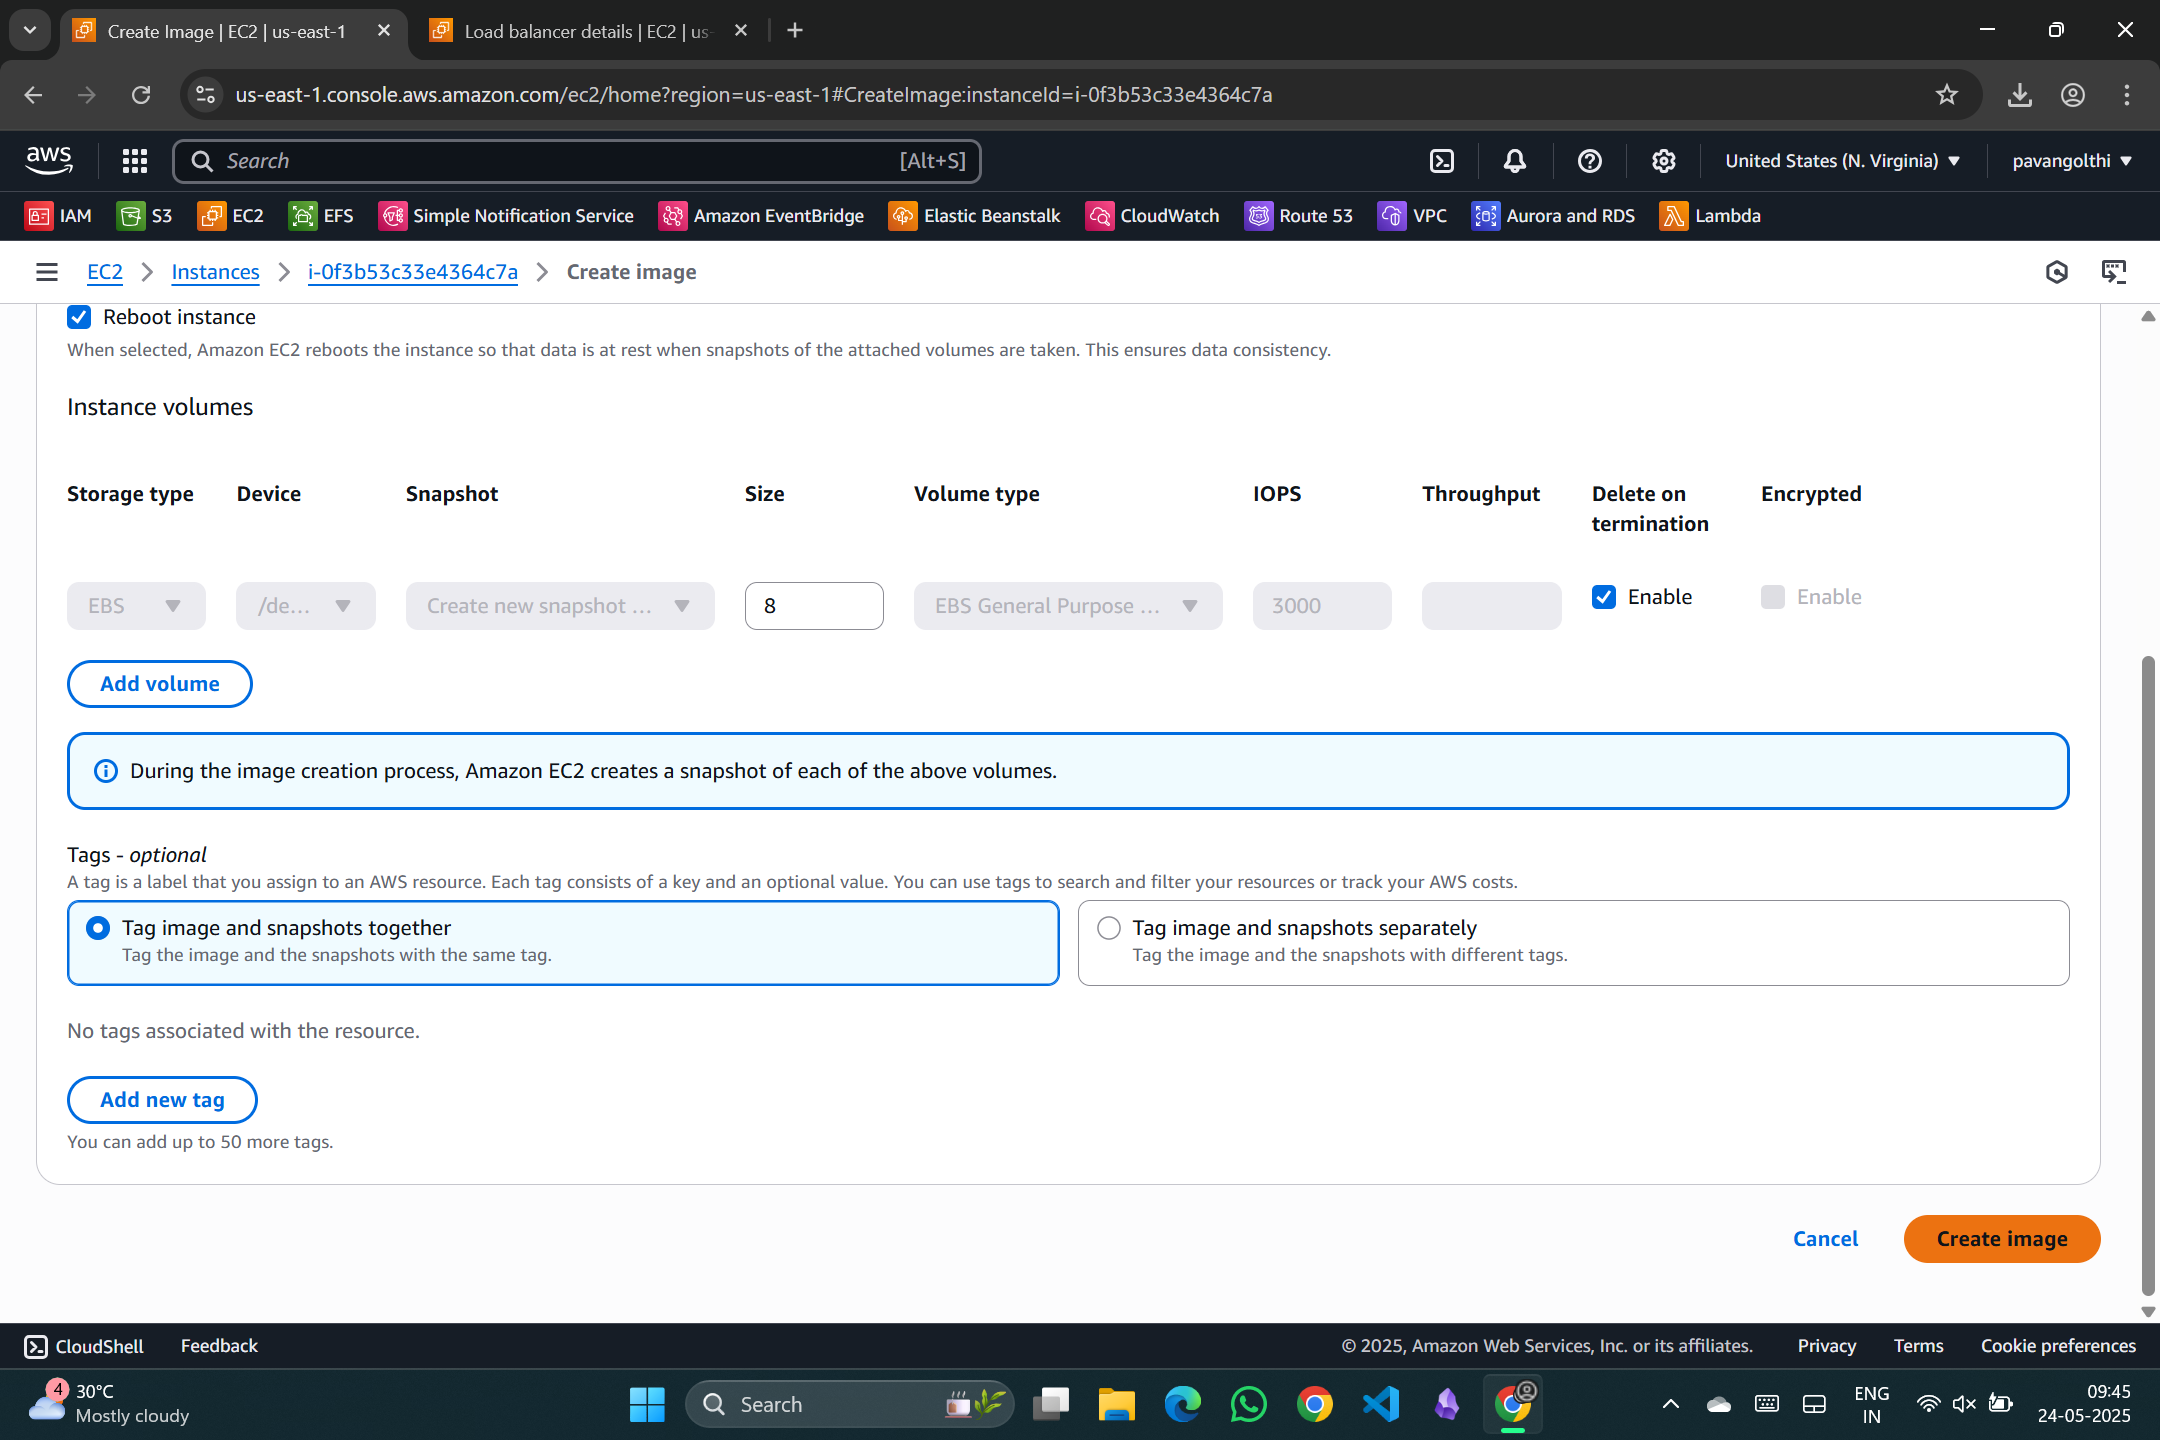 Create Image | EC2 | us-east-1
Load balancer details | EC2 | us-
us-east-1.console.aws.amazon.com/ec2/home?region=us-east-1#CreateImage:instanceId=i-0f3b53c33e4364c7a
aws
Search
[Alt+S]
United States (N. Virginia)
pavangolthi
IAM
S3
EC2
EFS
Simple Notification Service
Amazon EventBridge
Elastic Beanstalk
CloudWatch
Route 53
VPC
Aurora and RDS
Lambda
EC2
Instances
i-0f3b53c33e4364c7a
Create image
Reboot instance
When selected, Amazon EC2 reboots the instance so that data is at rest when snapshots of the attached volumes are taken. This ensures data consistency.
Instance volumes
Storage type
Device
Snapshot
Size
Volume type
IOPS
Throughput
Delete on
termination
Encrypted
EBS
/de...
Create new snapshot ...
8
EBS General Purpose ...
3000
Enable
Enable
Add volume
During the image creation process, Amazon EC2 creates a snapshot of each of the above volumes.
Tags - optional
A tag is a label that you assign to an AWS resource. Each tag consists of a key and an optional value. You can use tags to search and filter your resources or track your AWS costs.
Tag image and snapshots together
Tag the image and the snapshots with the same tag.
Tag image and snapshots separately
Tag the image and the snapshots with different tags.
No tags associated with the resource.
Add new tag
You can add up to 50 more tags.
Cancel
Create image
CloudShell
Feedback
© 2025, Amazon Web Services, Inc. or its affiliates.
Privacy
Terms
Cookie preferences
4
30°C
Mostly cloudy
Search
ENG
IN
09:45
24-05-2025